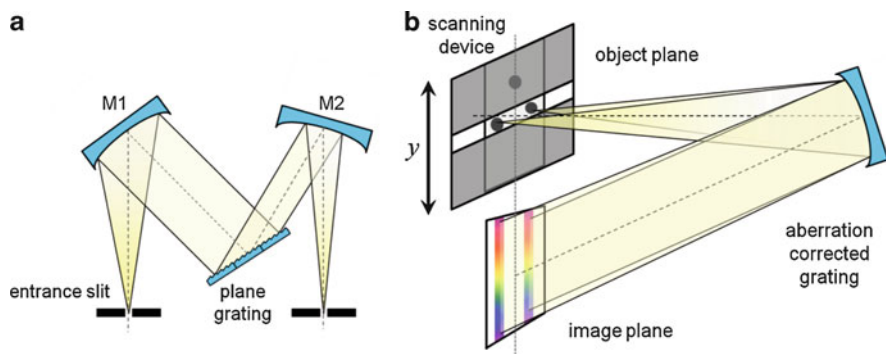 a
M1
M2
entrance slit
plane
grating
b
scanning
device
object plane
y
aberration
corrected
grating
image plane